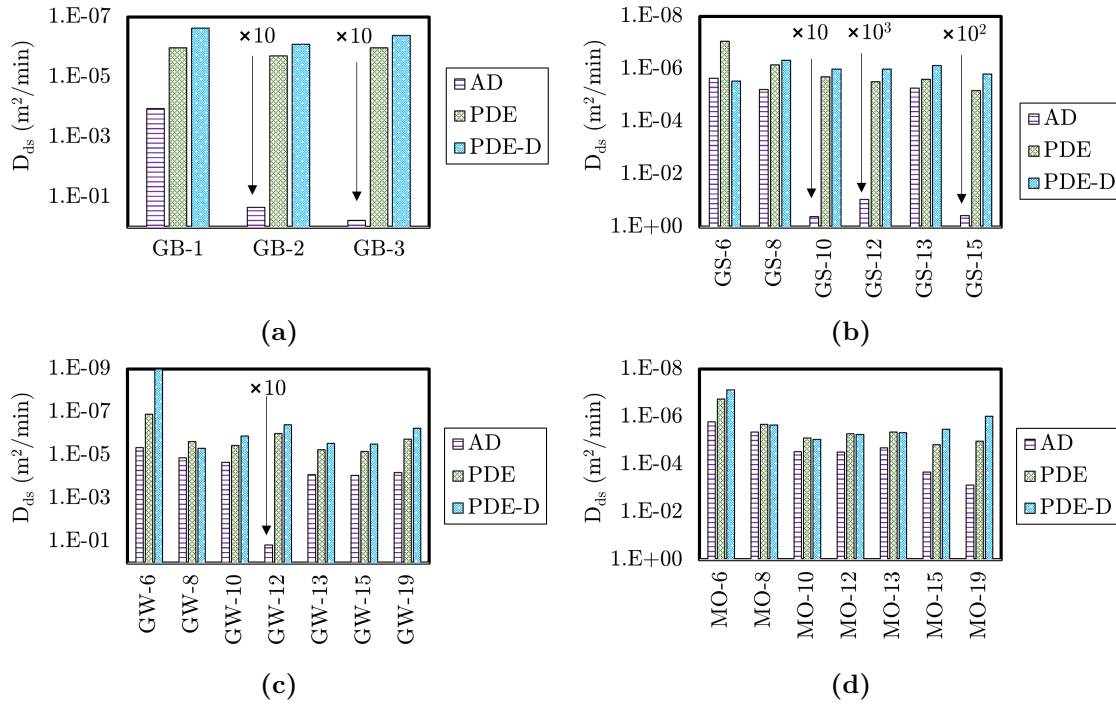 1.E-07
1.E-05
1.E-03
1.E-01
D_ds (m²/min)
×10
×10
GB-1
GB-2
GB-3
AD
PDE
PDE-D
(a)
1.E-08
1.E-06
1.E-04
1.E-02
1.E+00
D_ds (m²/min)
×10
×10³
×10²
GS-6
GS-8
GS-10
GS-12
GS-13
GS-15
AD
PDE
PDE-D
(b)
1.E-09
1.E-07
1.E-05
1.E-03
1.E-01
D_ds (m²/min)
×10
GW-6
GW-8
GW-10
GW-12
GW-13
GW-15
GW-19
AD
PDE
PDE-D
(c)
1.E-08
1.E-06
1.E-04
1.E-02
1.E+00
D_ds (m²/min)
MO-6
MO-8
MO-10
MO-12
MO-13
MO-15
MO-19
AD
PDE
PDE-D
(d)